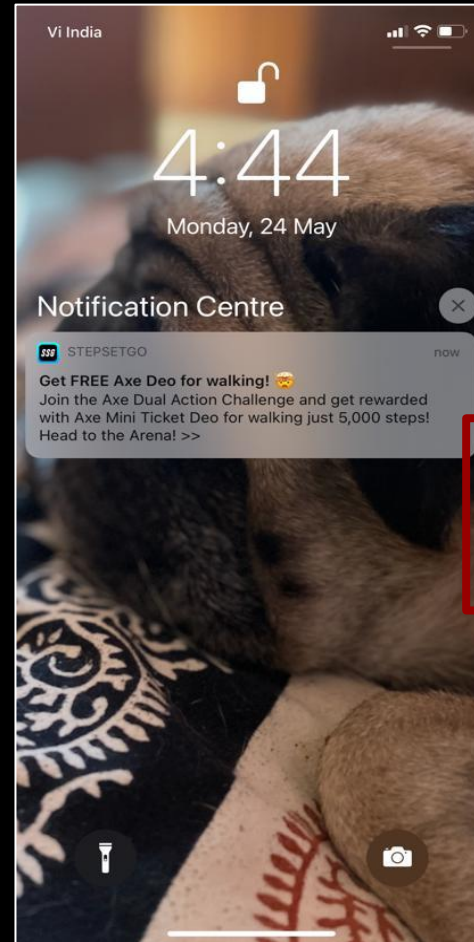 Vi India
4:44
Monday, 24 May
Notification Centre
SSG STEPSETGO now
Get FREE Axe Deo for walking! 🤯
Join the Axe Dual Action Challenge and get rewarded
with Axe Mini Ticket Deo for walking just 5,000 steps!
Head to the Arena! >>